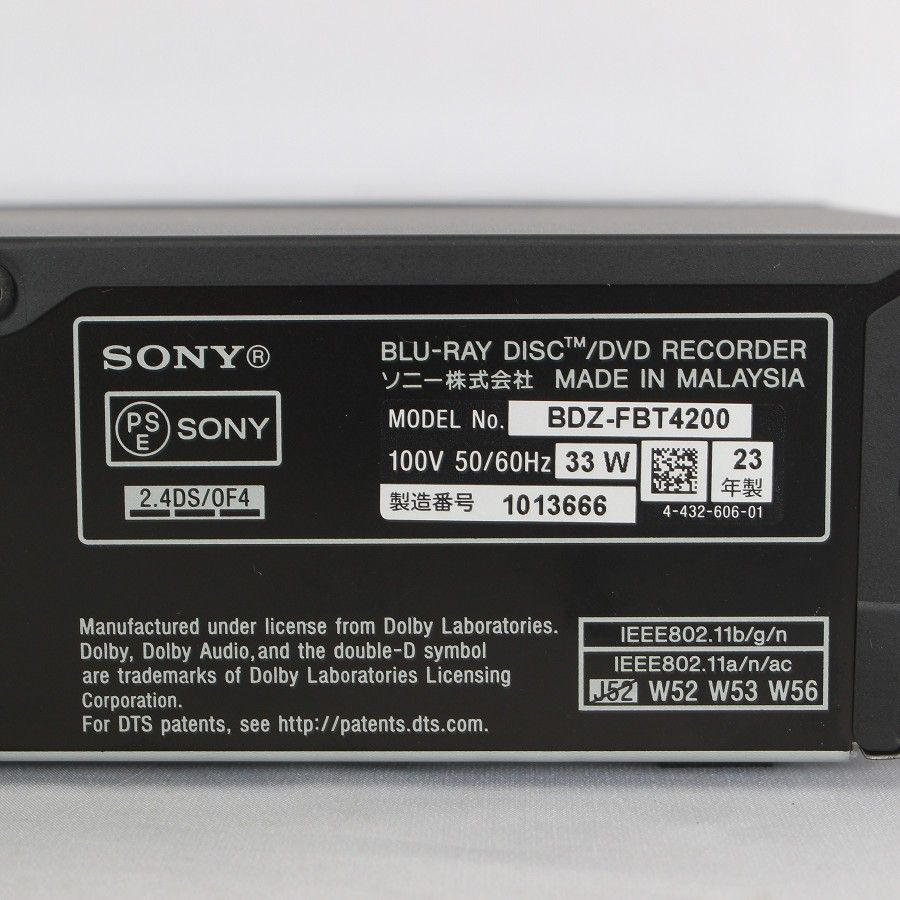 SONY®
PSE SONY
2.4DS/OF4
BLU-RAY DISC™/DVD RECORDER
ソニー株式会社 MADE IN MALAYSIA
MODEL No. BDZ-FBT4200
100V 50/60Hz 33 W
23
年製
製造番号 1013666
4-432-606-01
Manufactured under license from Dolby Laboratories.
Dolby, Dolby Audio,and the double-D symbol
are trademarks of Dolby Laboratories Licensing
Corporation.
For DTS patents, see http://patents.dts.com.
IEEE802.11b/g/n
IEEE802.11a/n/ac
J52 W52 W53 W56